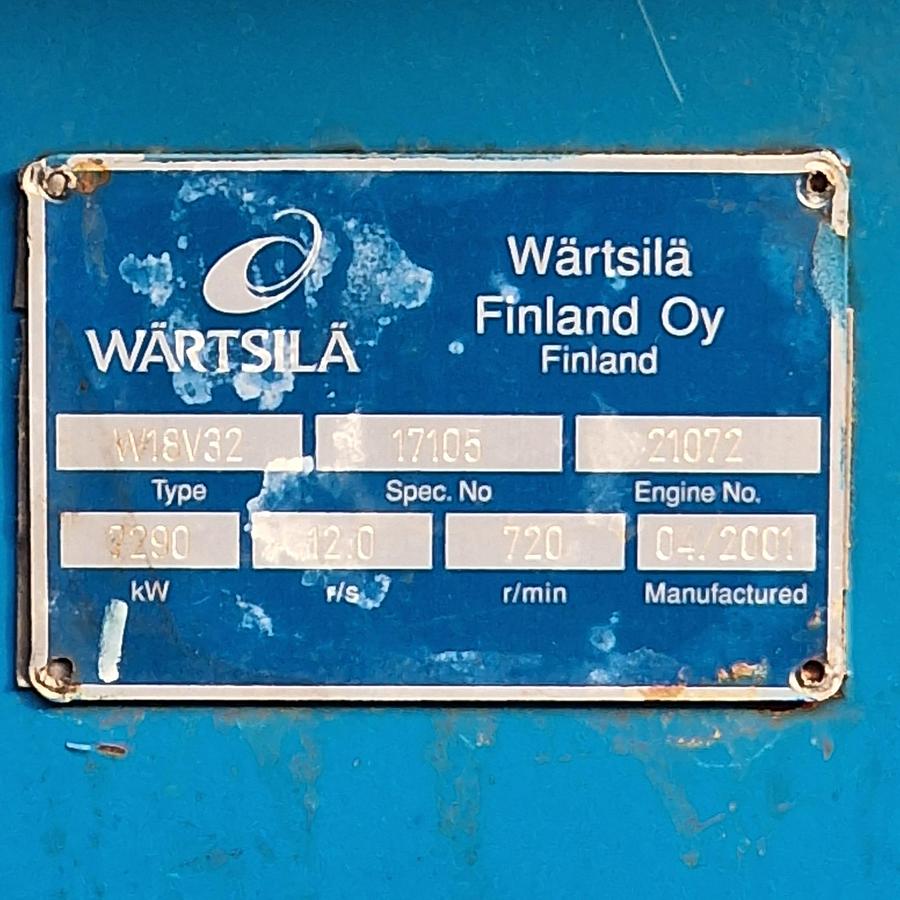 WÄRTSILÄ
Wärtsilä
Finland Oy
Finland
W18V32 17105 21072
Type Spec. No Engine No.
7290 12.0 720 04/2001
kW r/s r/min Manufactured